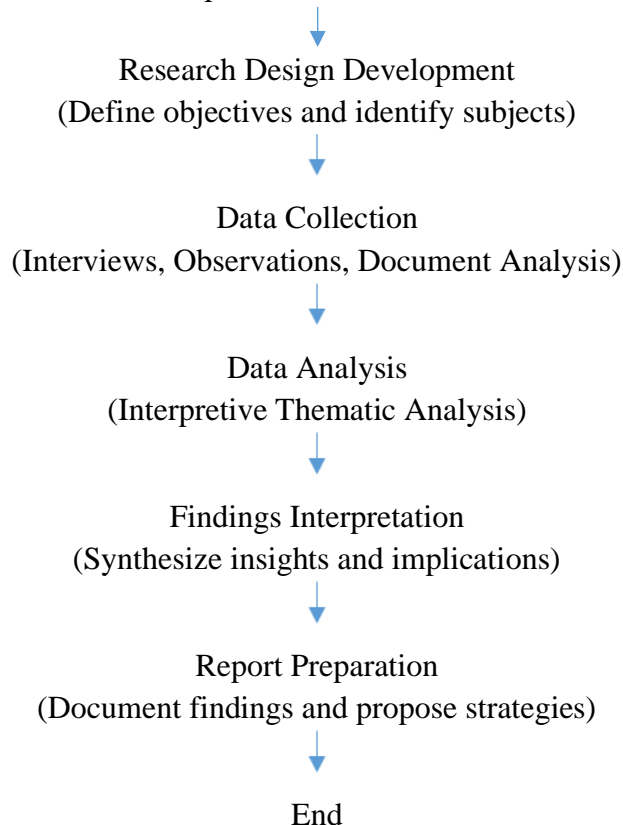 Research Design Development
(Define objectives and identify subjects)
Data Collection
(Interviews, Observations, Document Analysis)
Data Analysis
(Interpretive Thematic Analysis)
Findings Interpretation
(Synthesize insights and implications)
Report Preparation
(Document findings and propose strategies)
End